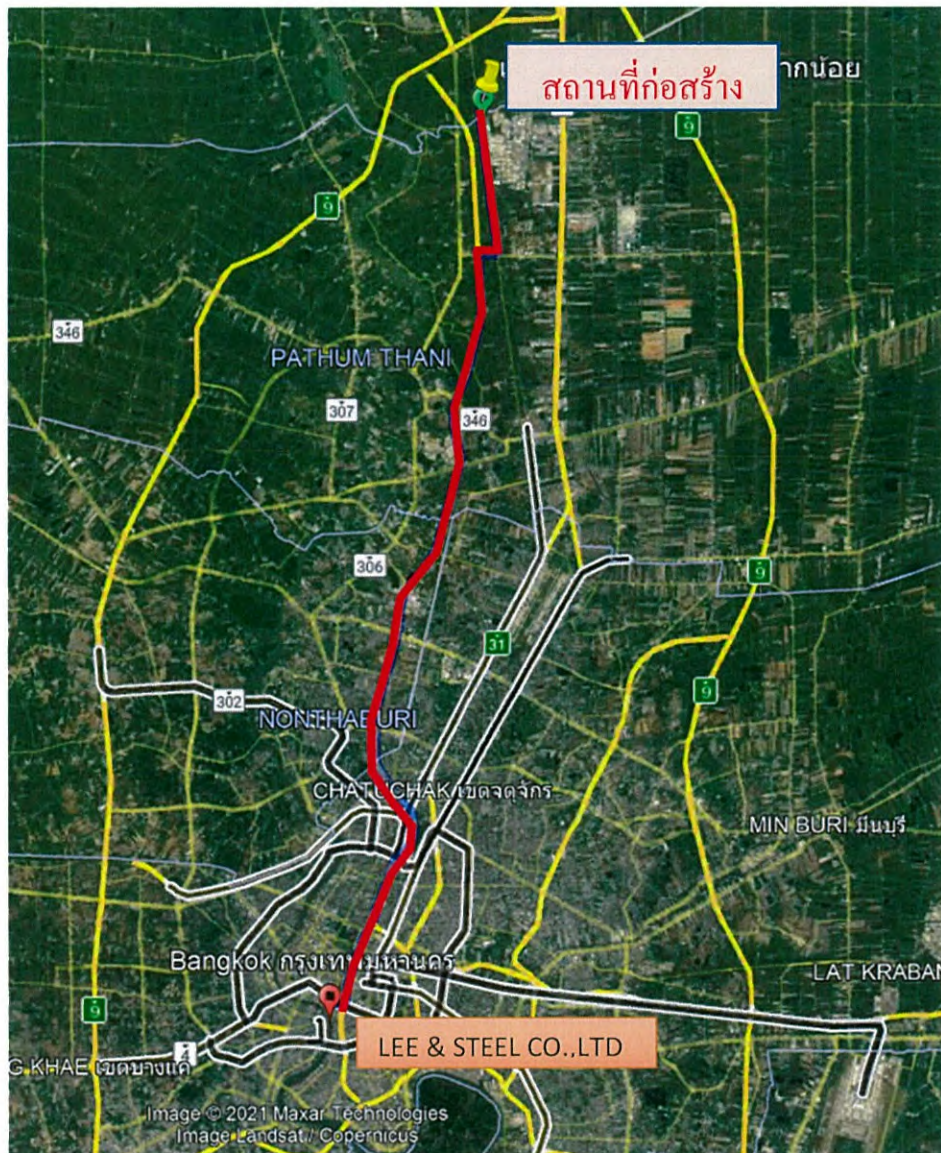 สถานที่ก่อสร้าง
ากน้อย
9
9
346
PATHUM THANI
307
346
306
9
31
302
9
NONTHABURI
CHATUCHAK เขตจตุจักร
MIN BURI มีนบุรี
Bangkok กรุงเทพมหานคร
LAT KRABAN
9
LEE & STEEL CO.,LTD
4
G KHAE เขตบางแค
Image © 2021 Maxar Technologies
Image Landsat / Copernicus